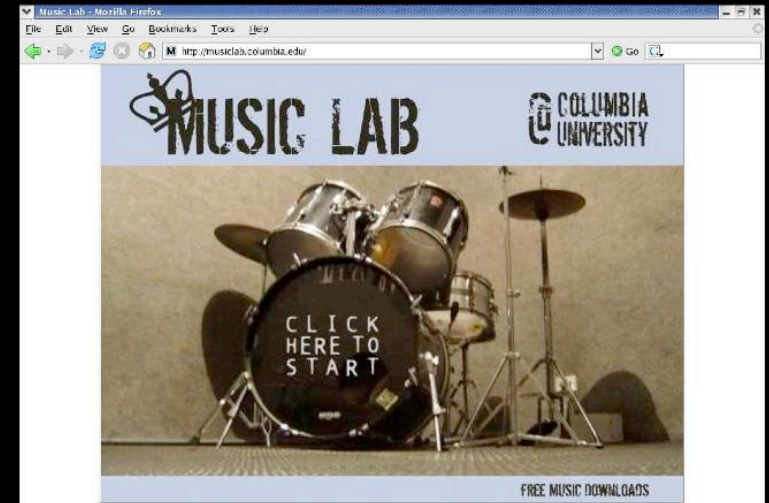 Music Lab - Mozilla Firefox
File Edit View Go Bookmarks Tools Help
M http://musiclab.columbia.edu/ Go G
MUSIC LAB
@ COLUMBIA
UNIVERSITY
CLICK
HERE TO
START
FREE MUSIC DOWNLOADS